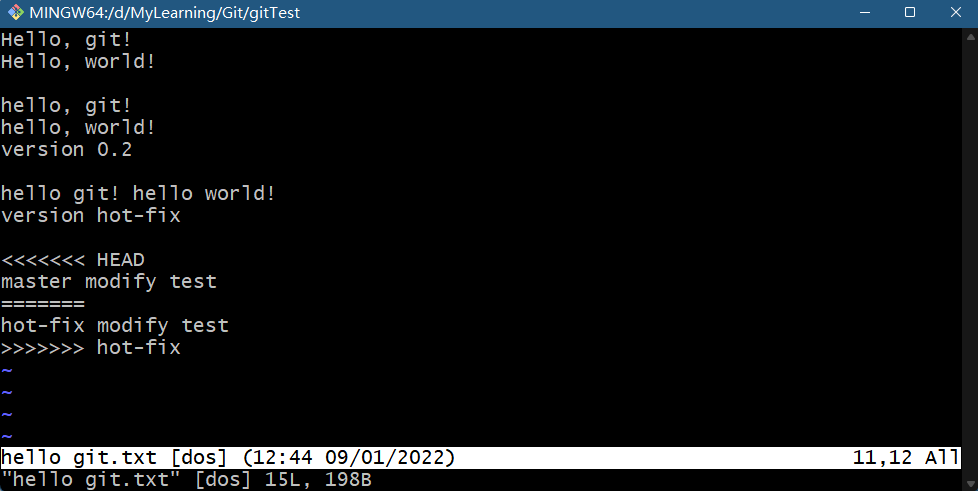 MINGW64:/d/MyLearning/Git/gitTest
Hello, git!
Hello, world!
hello, git!
hello, world!
version 0.2
hello git! hello world!
version hot-fix
<<<<<<< HEAD
master modify test
=======
hot-fix modify test
>>>>>>> hot-fix
~
~
~
~
hello git.txt [dos] (12:44 09/01/2022) 11,12 All
"hello git.txt" [dos] 15L, 198B